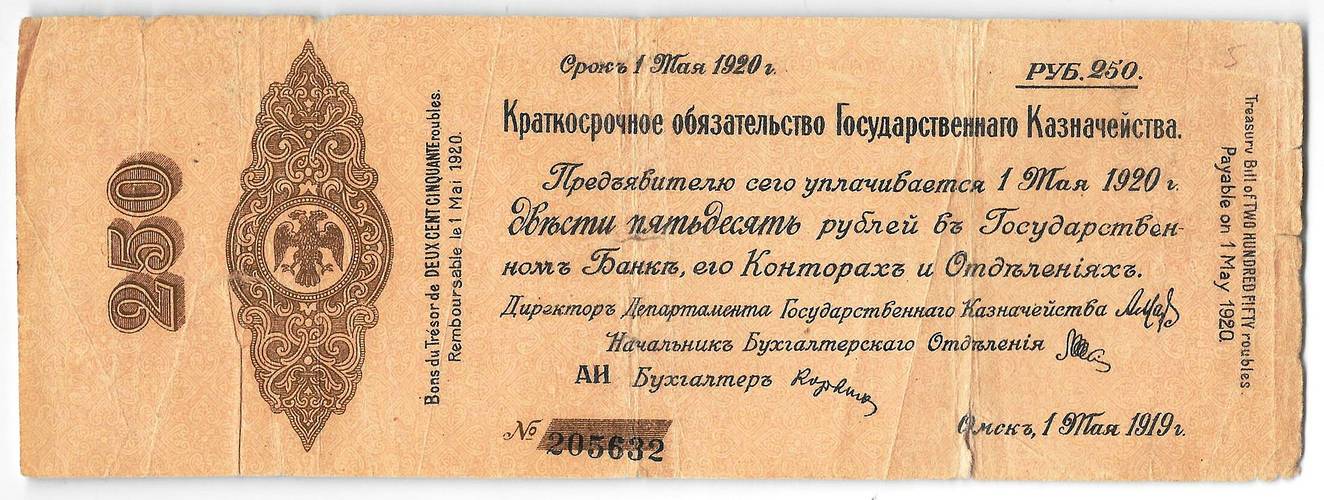 250
Bons du Trésor de DEUX CENT CINQUANTE roubles.
Remboursable le 1 Mai 1920.
Срокъ 1 Мая 1920 г.
РУБ. 250.
5
Краткосрочное обязательство Государственнаго Казначейства.
Предъявителю сего уплачивается 1 Мая 1920 г.
двѣсти пятьдесятъ рублей въ Государствен-
номъ Банкѣ, его Конторахъ и Отдѣленіяхъ.
Директоръ Департамента Государственнаго Казначейства
Начальникъ Бухгалтерскаго Отдѣленія
АИ Бухгалтеръ
№ 205632
Омскъ, 1 Мая 1919 г.
Treasury Bill of TWO HUNDRED FIFTY roubles
Payable on 1 May 1920.